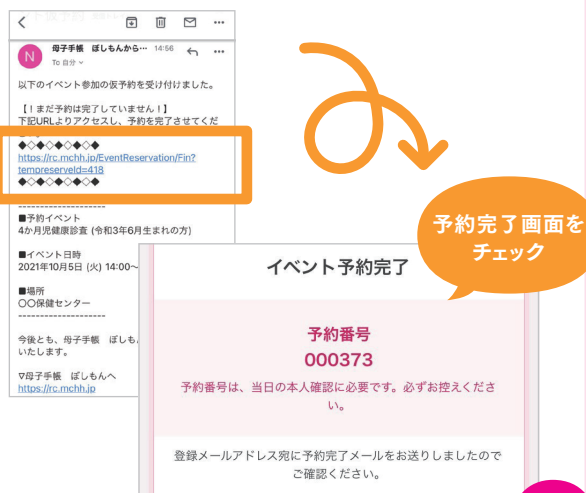 N
母子手帳 ぼしもんから… 14:56
To 自分
以下のイベント参加の仮予約を受け付けました。
【！まだ予約は完了していません！】
下記URLよりアクセスし、予約を完了させてくだ
◆◇◆◇◆◇◆◇◆
https://rc.mchh.jp/EventReservation/Fin?
tempreserveId=418
◆◇◆◇◆◇◆◇◆
--------------------
■予約イベント
4か月児健康診査 (令和3年6月生まれの方)
■イベント日時
2021年10月5日 (火) 14:00~
■場所
〇〇保健センター
--------------------
今後とも、母子手帳 ぼしも
いたします。
▽母子手帳 ぼしもんへ
https://rc.mchh.jp
予約完了画面を
チェック
イベント予約完了
予約番号
000373
予約番号は、当日の本人確認に必要です。必ずお控えくださ
い。
登録メールアドレス宛に予約完了メールをお送りしましたので
ご確認ください。